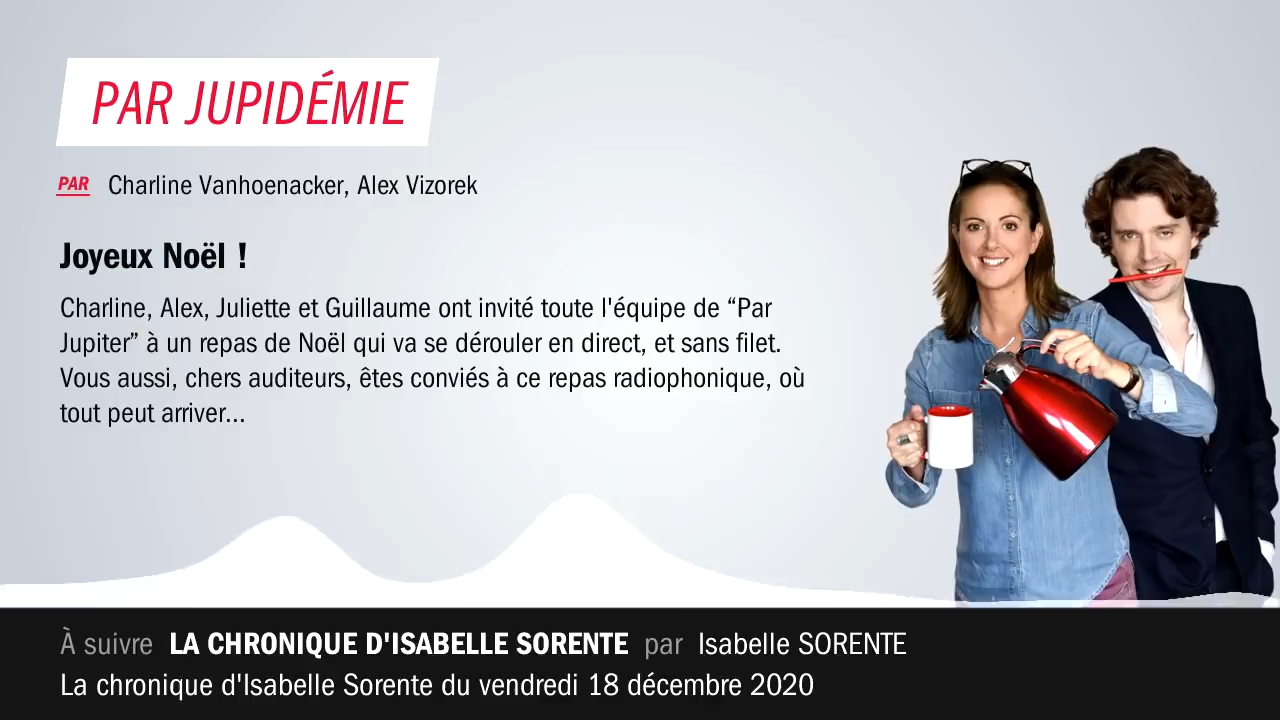 PAR JUPIDÉMIE
PAR Charline Vanhoenacker, Alex Vizorek
Joyeux Noël !
Charline, Alex, Juliette et Guillaume ont invité toute l'équipe de “Par
Jupiter” à un repas de Noël qui va se dérouler en direct, et sans filet.
Vous aussi, chers auditeurs, êtes conviés à ce repas radiophonique, où
tout peut arriver...
À suivre LA CHRONIQUE D'ISABELLE SORENTE par Isabelle SORENTE
La chronique d'Isabelle Sorente du vendredi 18 décembre 2020